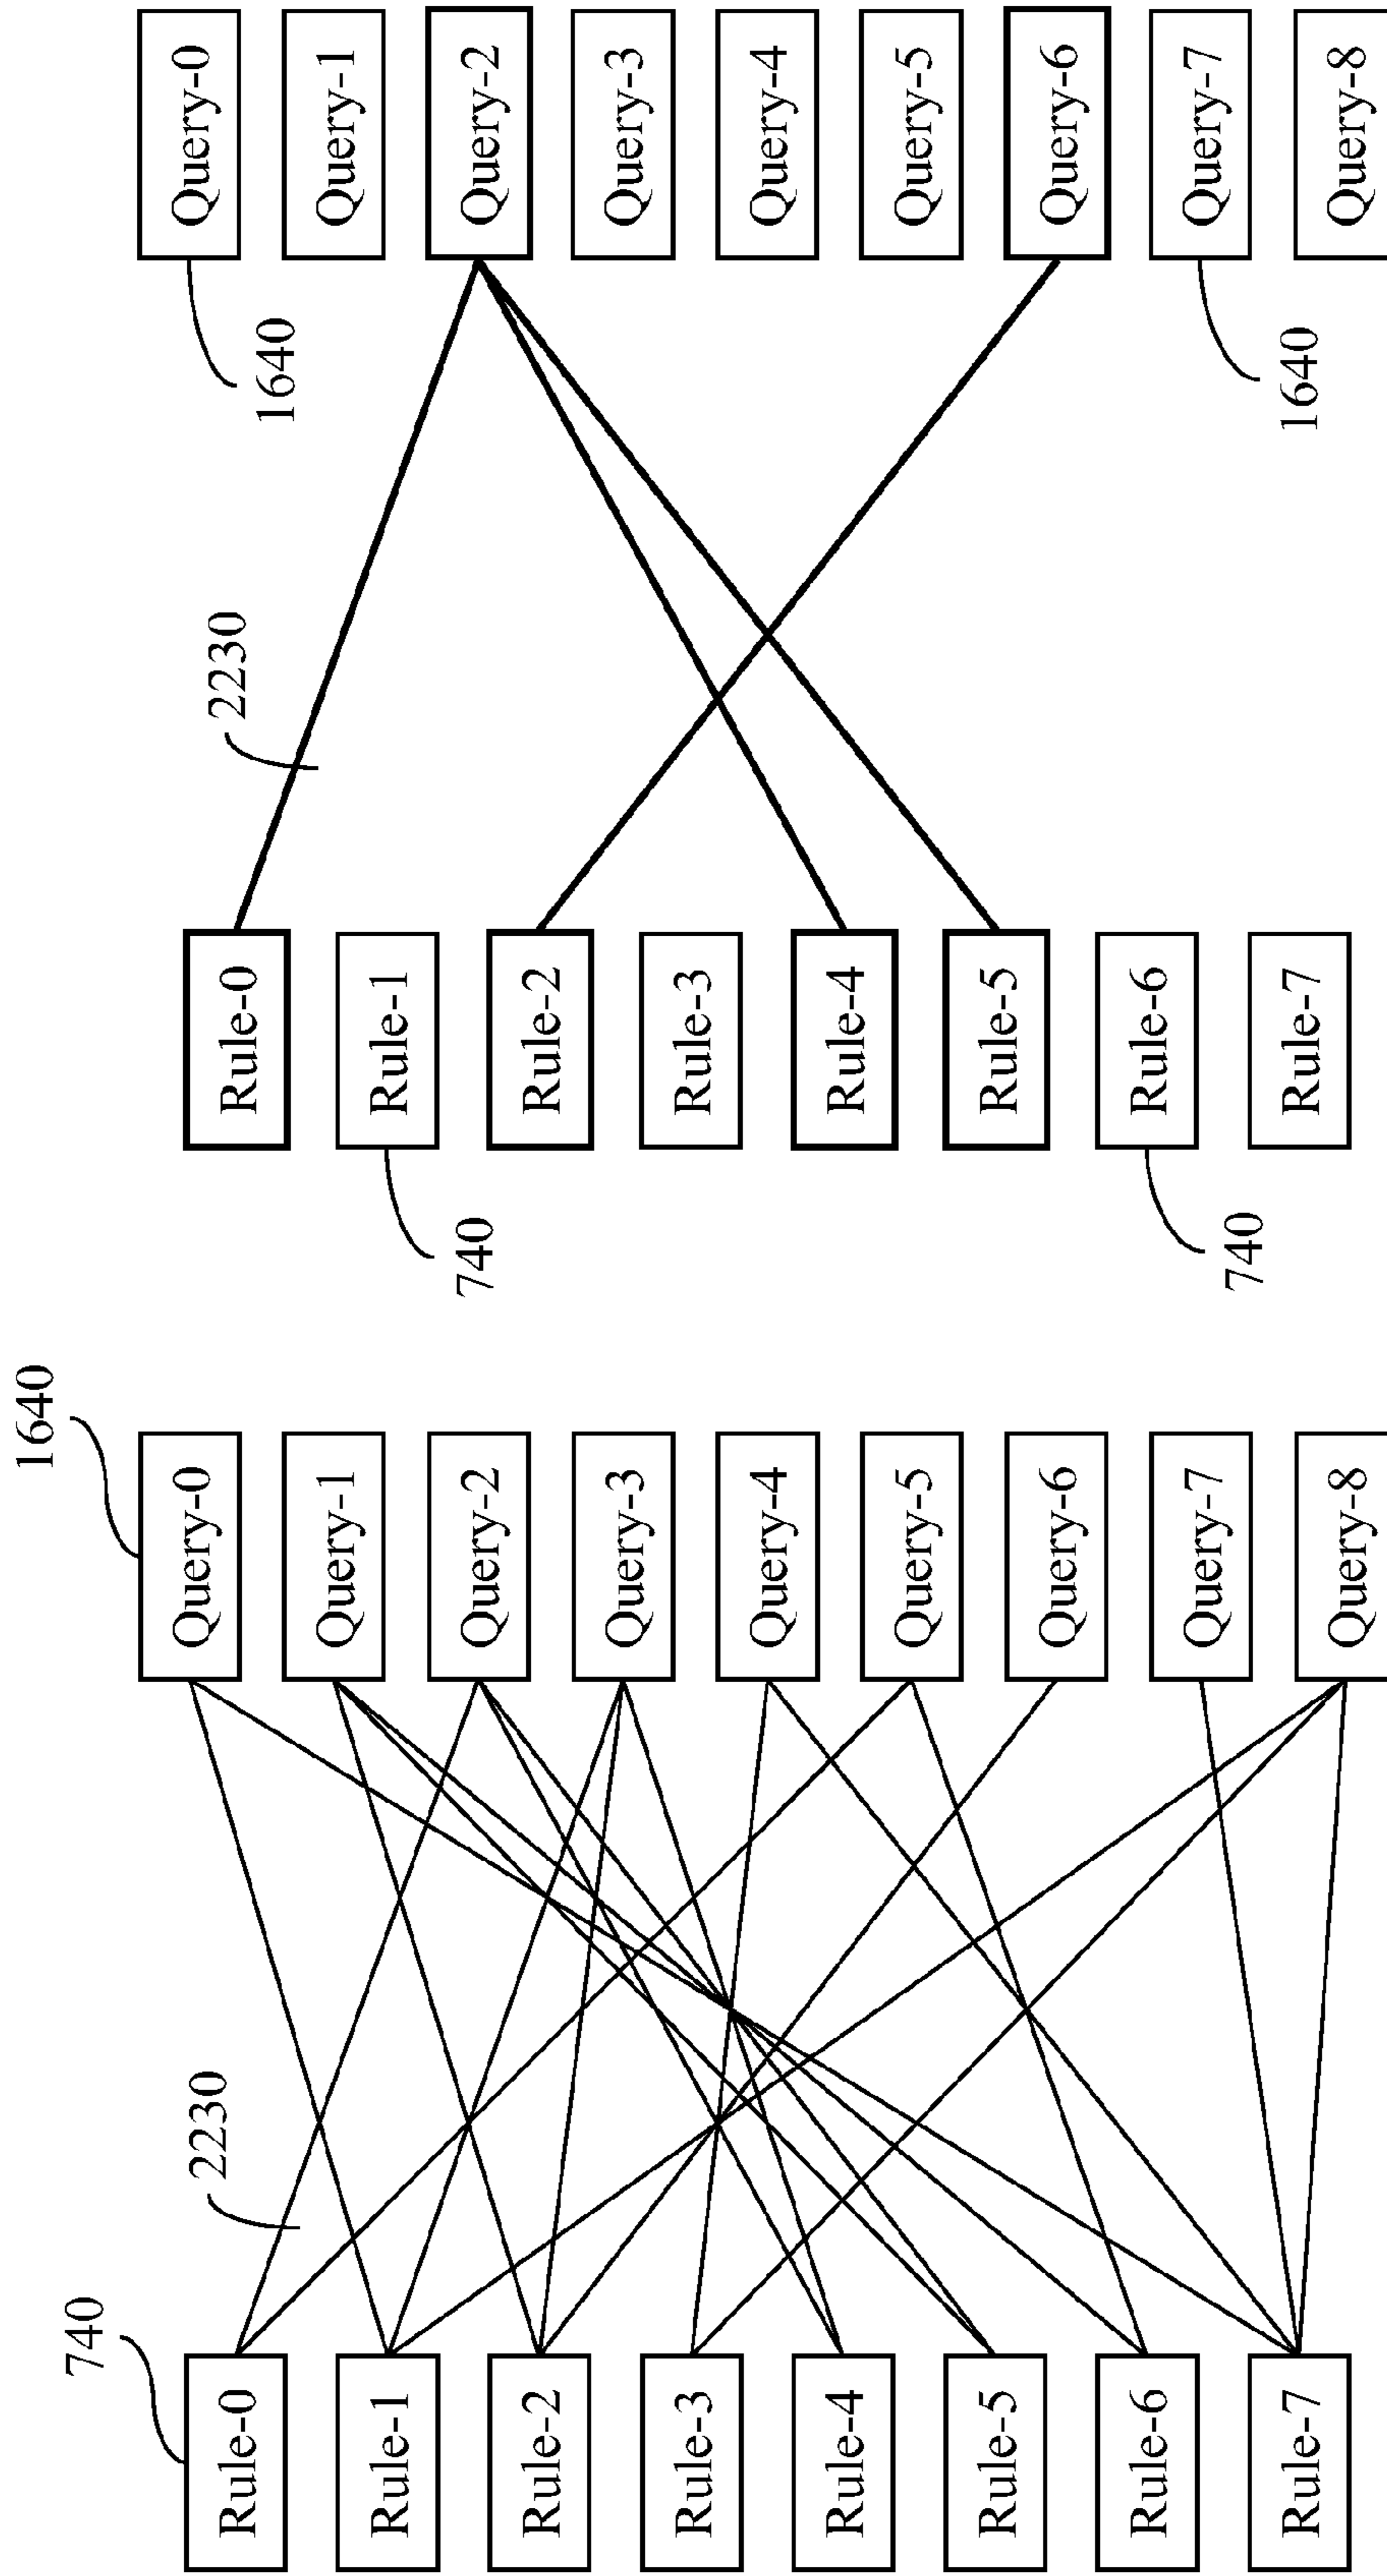 740
2230
1640
Rule-0
Rule-1
Rule-2
Rule-3
Rule-4
Rule-5
Rule-6
Rule-7
Query-0
Query-1
Query-2
Query-3
Query-4
Query-5
Query-6
Query-7
Query-8
2230
1640
740
740
1640
Rule-0
Rule-1
Rule-2
Rule-3
Rule-4
Rule-5
Rule-6
Rule-7
Query-0
Query-1
Query-2
Query-3
Query-4
Query-5
Query-6
Query-7
Query-8